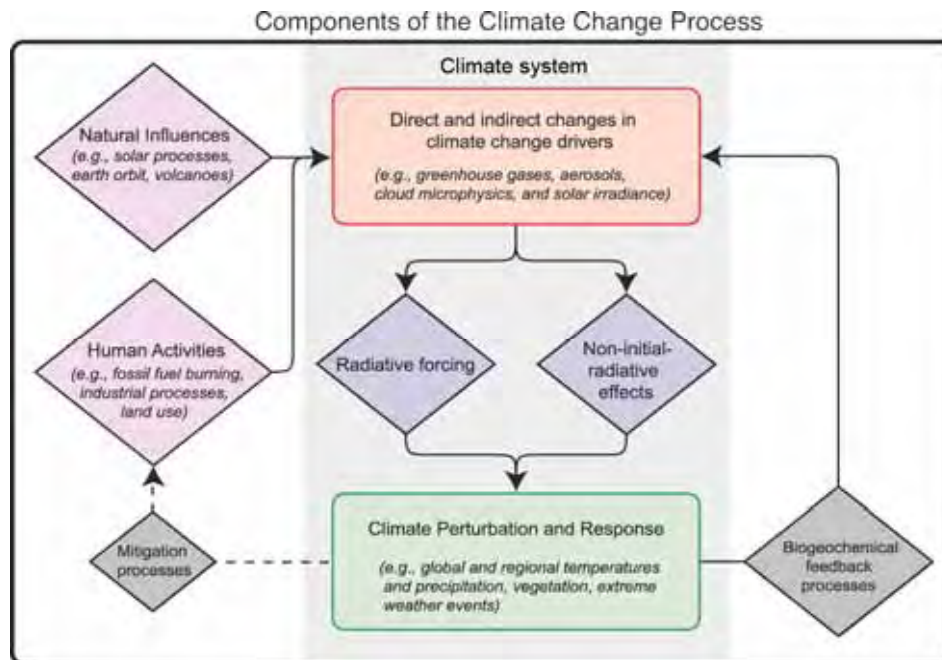 Components of the Climate Change Process
Climate system
Natural Influences
(e.g., solar processes,
earth orbit, volcanoes)
Direct and indirect changes in
climate change drivers
(e.g., greenhouse gases, aerosols,
cloud microphysics, and solar irradiance)
Human Activities
(e.g., fossil fuel burning,
industrial processes,
land use)
Radiative forcing
Non-initial-
radiative
effects
Mitigation
processes
Climate Perturbation and Response
(e.g., global and regional temperatures
and precipitation, vegetation, extreme
weather events)
Biogeochemical
feedback
processes